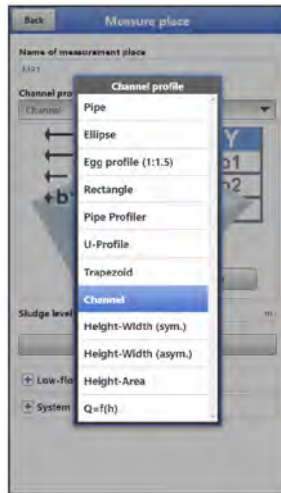 Back
Measure place
Name of measurement place
Channel pro
Channel
Channel profile
Pipe
Ellipse
Egg profile (1:1.5)
Rectangle
Pipe Profiler
U-Profile
Trapezoid
Channel
Height-Width (sym.)
Height-Width (asym.)
Height-Area
Q=f(h)
Y
b1
b2
+b
Sludge level
m
Low-flo
System